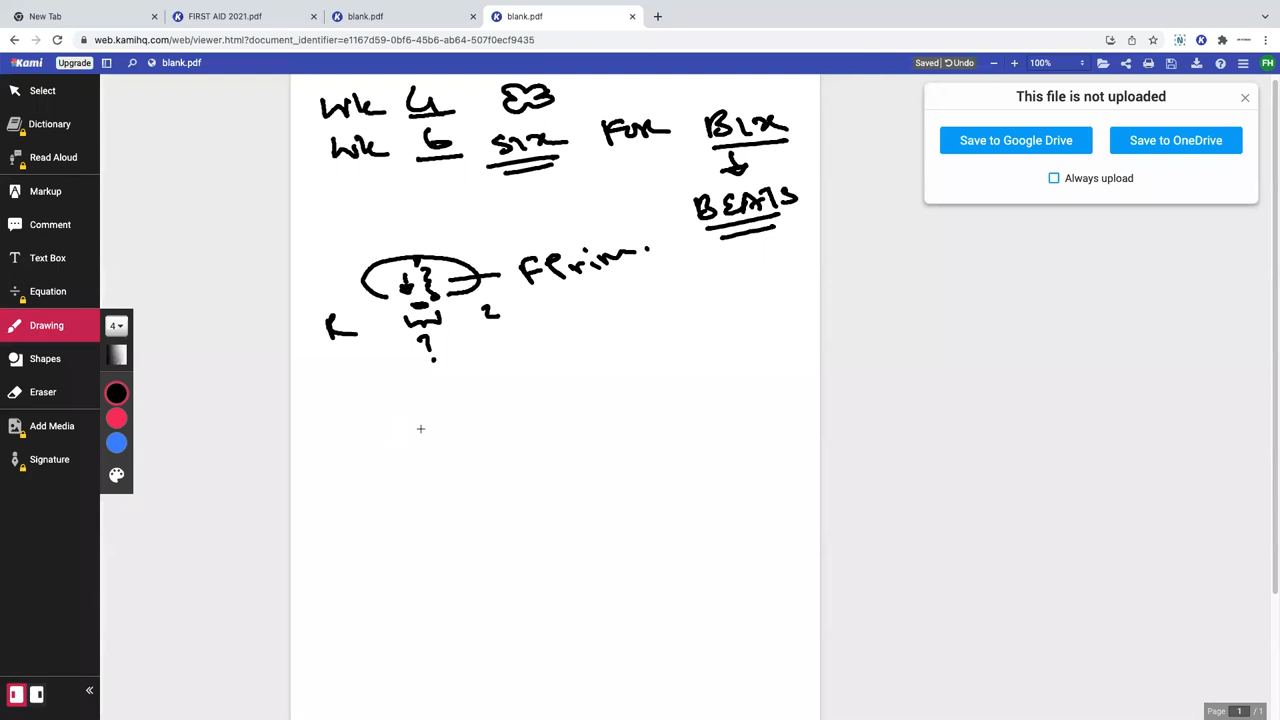 New Tab
FIRST AID 2021.pdf
blank.pdf
blank.pdf
web.kamihq.com/web/viewer.html?document_identifier=e1167d59-0bf6-45b6-ab64-507f0ecf9435
Kami Upgrade blank.pdf Saved Undo 100% FH
Select
Dictionary
Read Aloud
Markup
Comment
Text Box
Equation
Drawing
Shapes
Eraser
Add Media
Signature
4
This file is not uploaded
Save to Google Drive Save to OneDrive
Always upload
wk 4
wk 6 six For
BEATS
R 2
?
Page 1 / 1